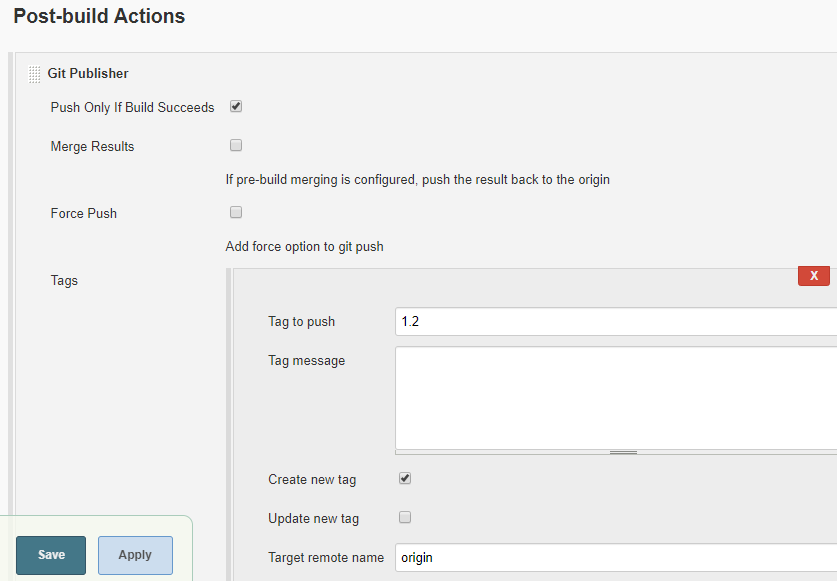 Post-build Actions
Git Publisher
Push Only If Build Succeeds
Merge Results
If pre-build merging is configured, push the result back to the origin
Force Push
Add force option to git push
Tags
X
Tag to push 1.2
Tag message
Create new tag
Update new tag
Target remote name origin
Save Apply